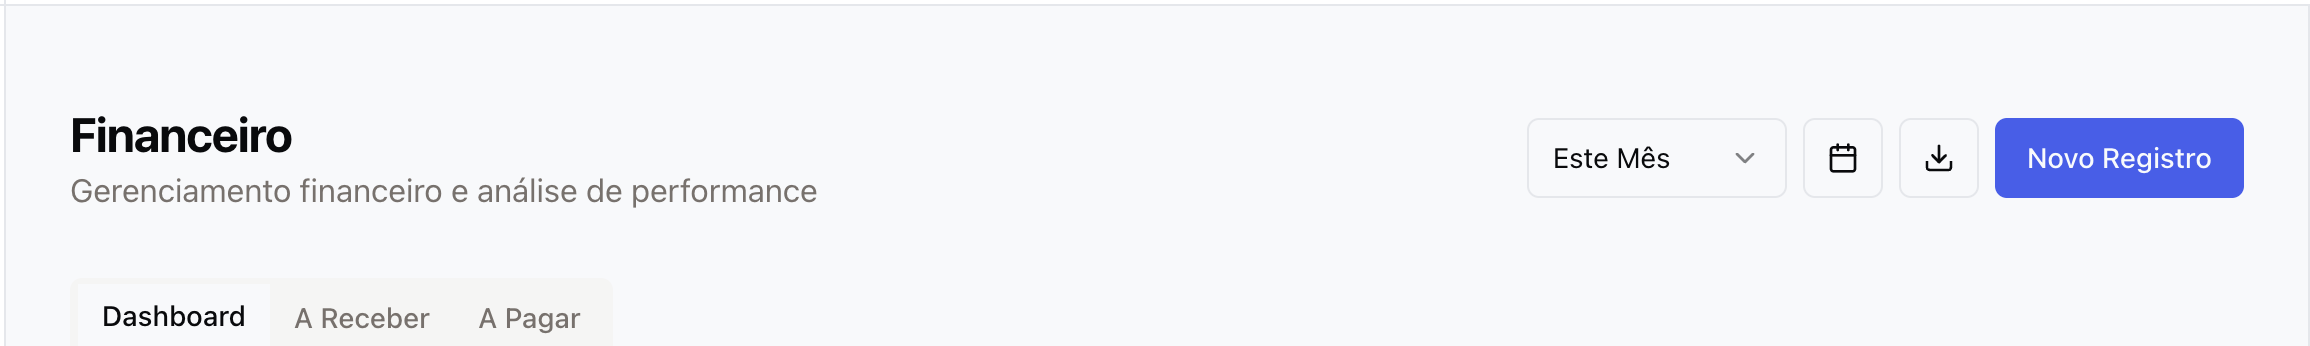 Financeiro
Gerenciamento financeiro e análise de performance
Este Mês
Novo Registro
Dashboard
A Receber
A Pagar